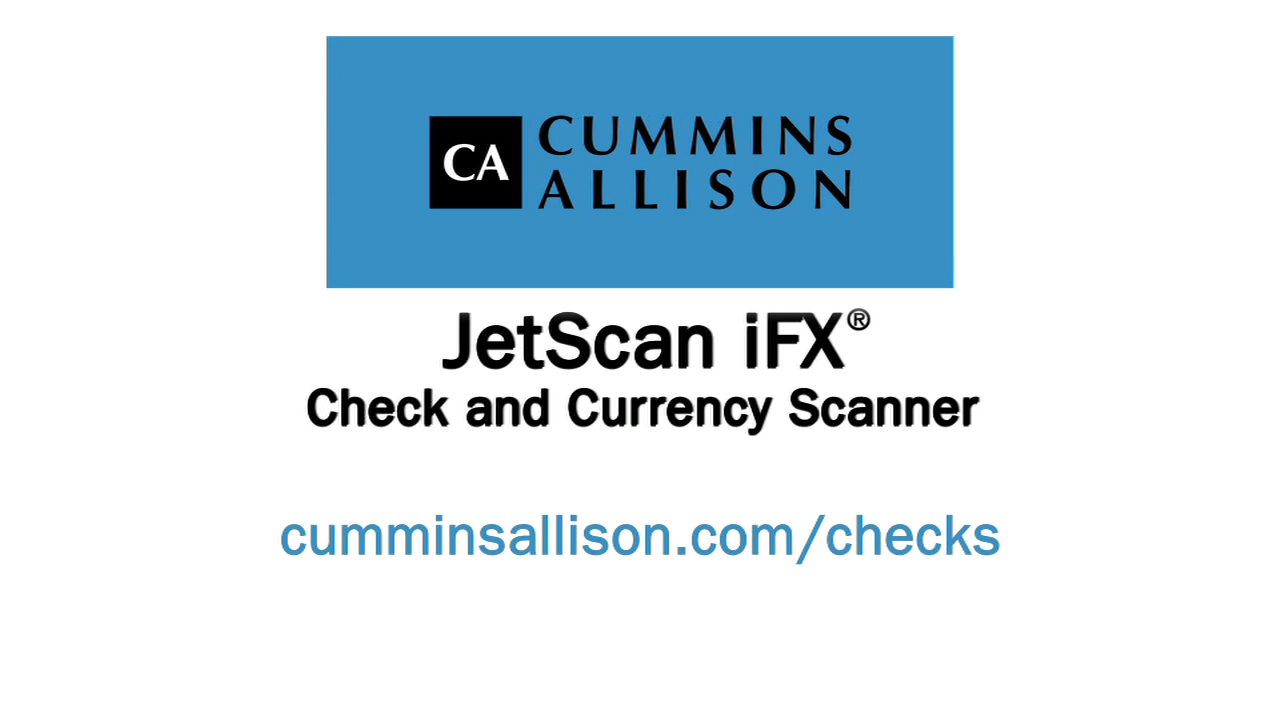 CA
CUMMINS
ALLISON
JetScan iFX®
Check and Currency Scanner
cumminsallison.com/checks